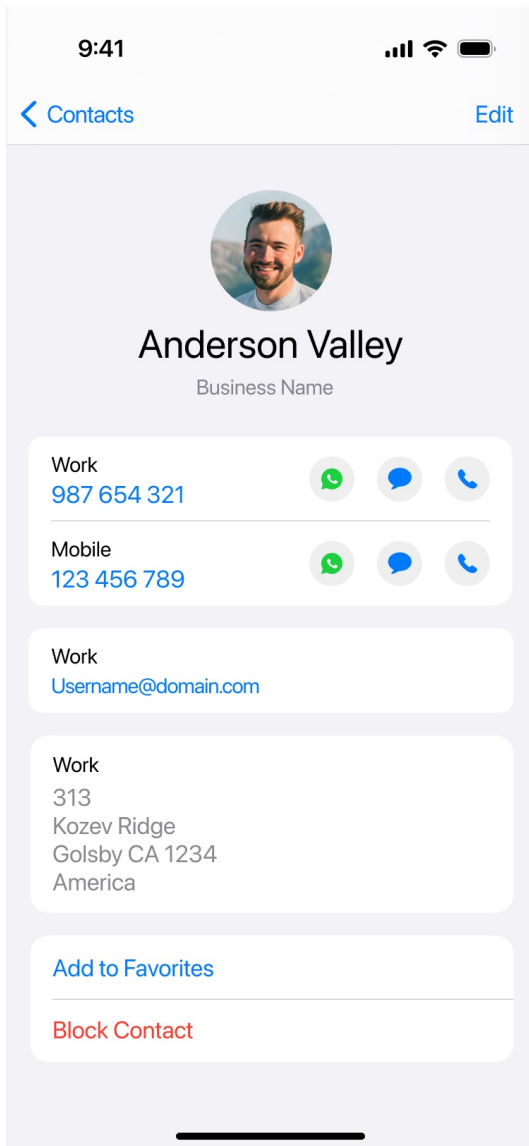 9:41
Contacts
Edit
Anderson Valley
Business Name
Work
987 654 321
Mobile
123 456 789
Work
Username@domain.com
Work
313
Kozev Ridge
Golsby CA 1234
America
Add to Favorites
Block Contact